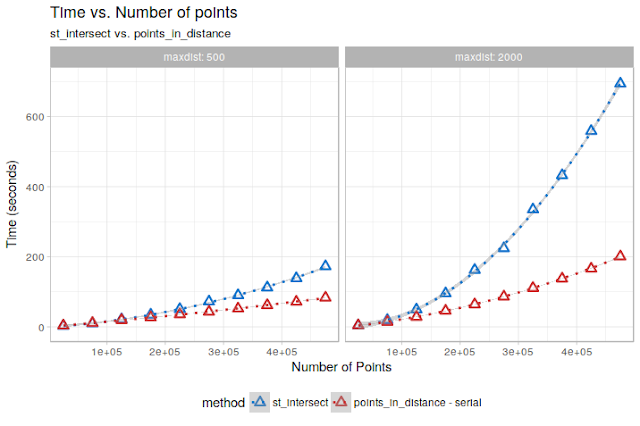 Time vs. Number of points
st_intersect vs. points_in_distance
maxdist: 500
maxdist: 2000
Time (seconds)
600
400
200
0
1e+05 2e+05 3e+05 4e+05
1e+05 2e+05 3e+05 4e+05
Number of Points
method st_intersect points_in_distance - serial